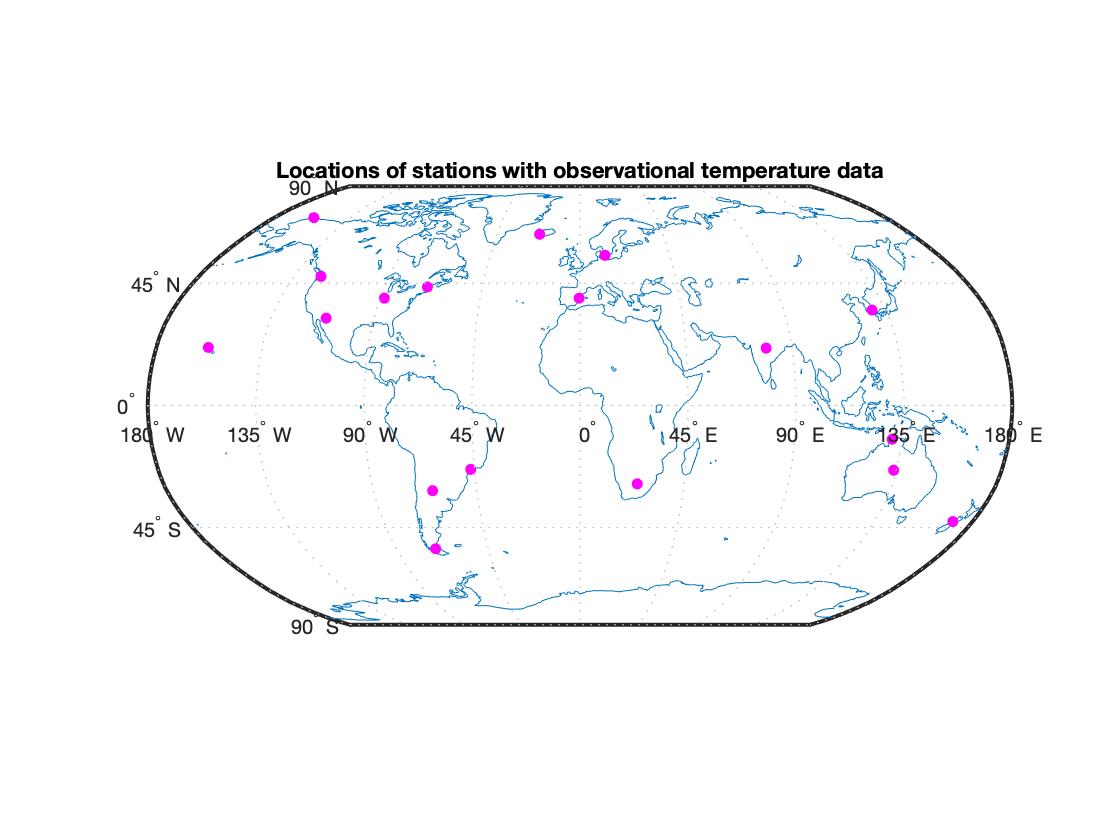 Locations of stations with observational temperature data
90° N
45° N
0°
180° W 135° W 90° W 45° W 0° 45° E 90° E 135° E 180° E
45° S
90° S